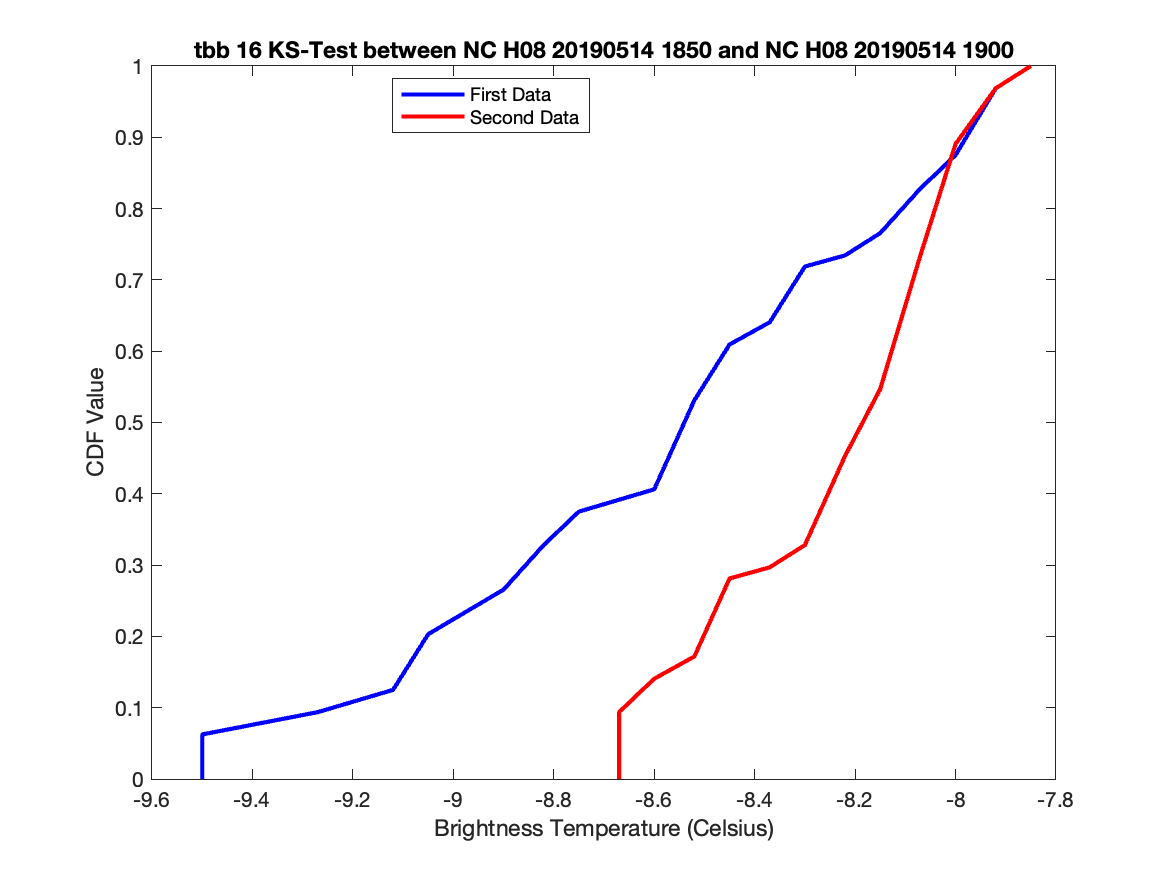 tbb 16 KS-Test between NC H08 20190514 1850 and NC H08 20190514 1900
First Data
Second Data
1
0.9
0.8
0.7
0.6
0.5
0.4
0.3
0.2
0.1
0
CDF Value
-9.6 -9.4 -9.2 -9 -8.8 -8.6 -8.4 -8.2 -8 -7.8
Brightness Temperature (Celsius)